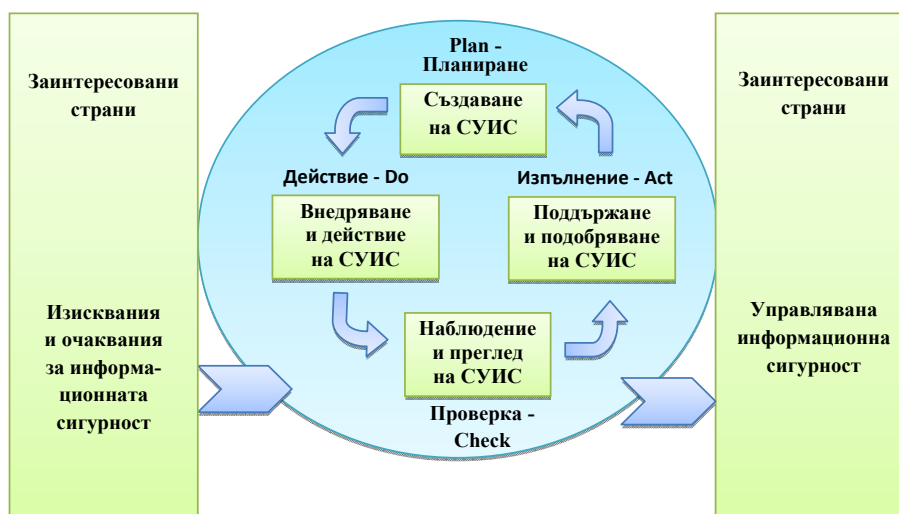 Заинтересовани
страни
Изисквания
и очаквания
за информа-
ционната
сигурност
Plan -
Планиране
Създаване
на СУИС
Действие - Do
Внедряване
и действие
на СУИС
Изпълнение - Act
Поддържане
и подобряване
на СУИС
Наблюдение
и преглед
на СУИС
Проверка -
Check
Заинтересовани
страни
Управлявана
информационна
сигурност